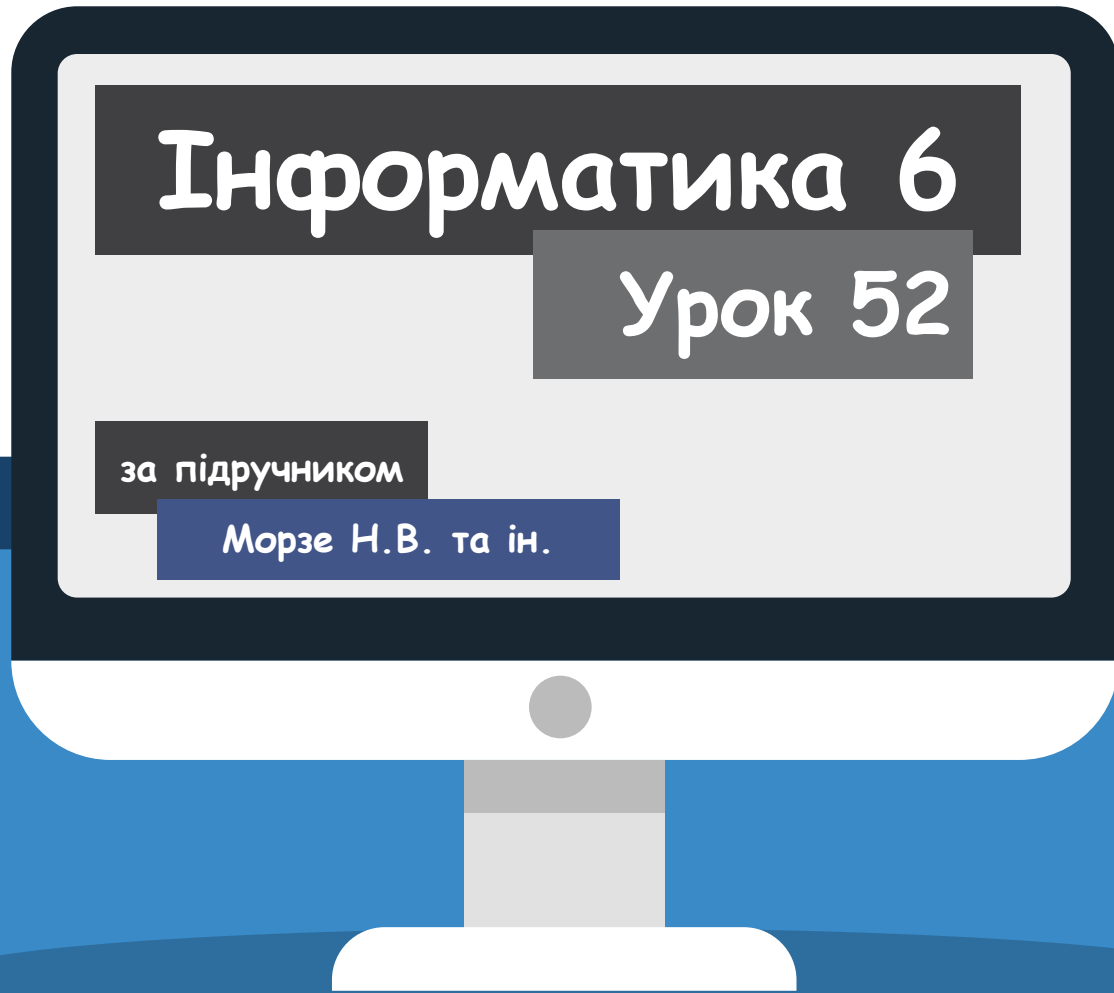 Інформатика 6
Урок 52
за підручником
Морзе Н.В. та ін.